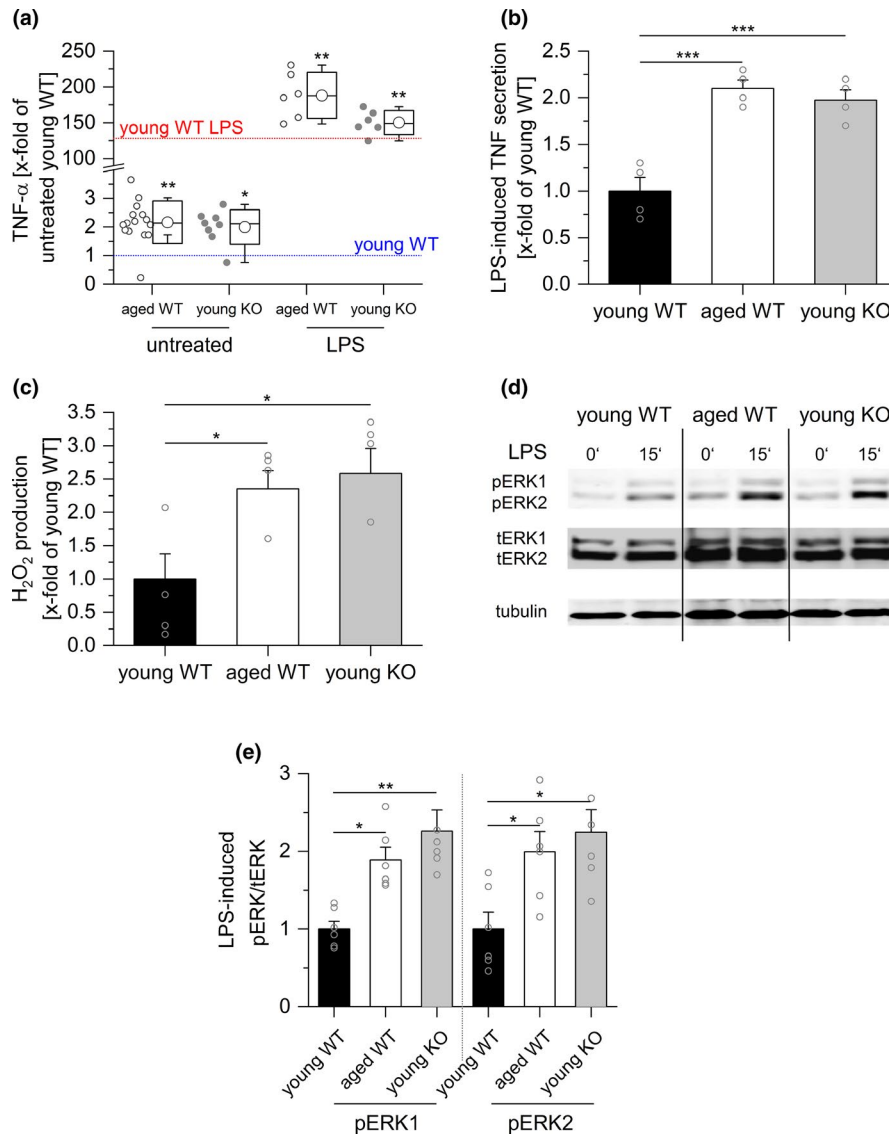 (a)
TNF-α [x-fold of
untreated young WT]
250
200
150
100
3
2
1
0
young WT LPS
young WT
**
*
**
**
aged WT young KO aged WT young KO
untreated LPS
(b)
LPS-induced TNF secretion
[x-fold of young WT]
2.5
2.0
1.5
1.0
0.5
0.0
***
***
young WT aged WT young KO
(c)
H₂O₂ production
[x-fold of young WT]
3.5
3.0
2.5
2.0
1.5
1.0
0.5
0.0
*
*
young WT aged WT young KO
(d)
young WT aged WT young KO
LPS 0‘ 15‘ 0‘ 15‘ 0‘ 15‘
pERK1
pERK2
tERK1
tERK2
tubulin
(e)
LPS-induced
pERK/tERK
3
2
1
0
**
*
*
*
young WT aged WT young KO young WT aged WT young KO
pERK1 pERK2